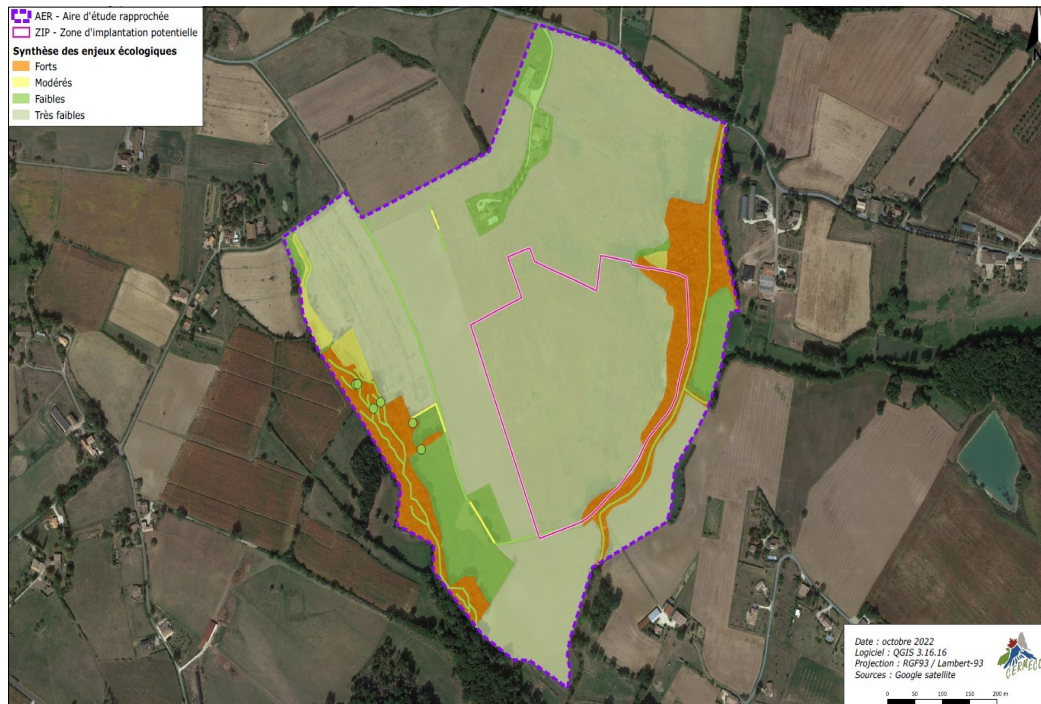 AER - Aire d'étude rapprochée
ZIP - Zone d'implantation potentielle
Synthèse des enjeux écologiques
Forts
Modérés
Faibles
Très faibles
N
Date : octobre 2022
Logiciel : QGIS 3.16.16
Projection : RGF93 / Lambert-93
Sources : Google satellite
CERMECO
0 50 100 150 200 m